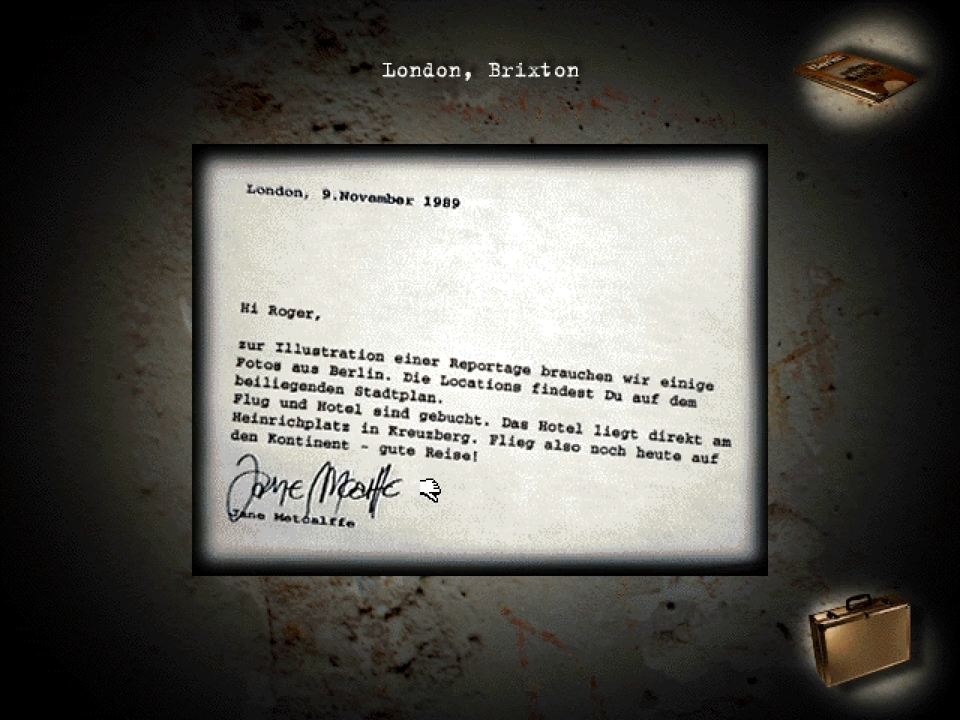 London, Brixton
Berlin
London, 9.November 1989
Hi Roger,
zur Illustration einer Reportage brauchen wir einige
Fotos aus Berlin. Die Locations findest Du auf dem
beiliegenden Stadtplan.
Flug und Hotel sind gebucht. Das Hotel liegt direkt am
Heinrichplatz in Kreuzberg. Flieg also noch heute auf
den Kontinent - gute Reise!
Jane Metcalffe